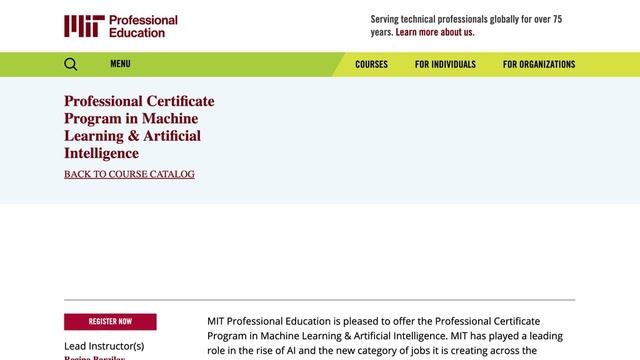 MIT Professional
Education
Serving technical professionals globally for over 75
years. Learn more about us.
MENU
COURSES
FOR INDIVIDUALS
FOR ORGANIZATIONS
Professional Certificate
Program in Machine
Learning & Artificial
Intelligence
BACK TO COURSE CATALOG
REGISTER NOW
Lead Instructor(s)
Regina Barzilay
MIT Professional Education is pleased to offer the Professional Certificate
Program in Machine Learning & Artificial Intelligence. MIT has played a leading
role in the rise of AI and the new category of jobs it is creating across the